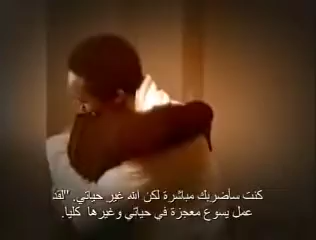 كنت سأضربك مباشرة لكن الله غير حياتي. "لقد
عمل يسوع معجزة في حياتي وغيرها كليا.